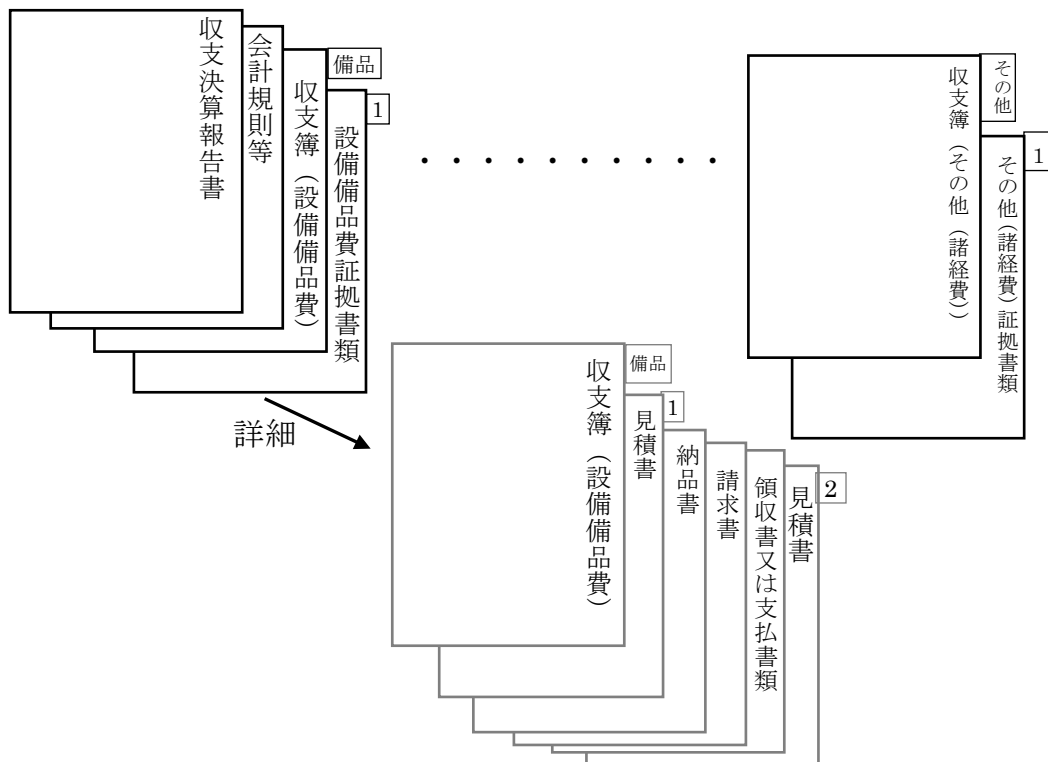 収支決算報告書
会計規則等
備品
収支簿（設備備品費）
1
設備備品費証拠書類
・・・・・・・・・・
その他
収支簿（その他（諸経費））
1
その他（諸経費）証拠書類
詳細
備品
収支簿（設備備品費）
1
見積書
納品書
請求書
領収書又は支払書類
2
見積書